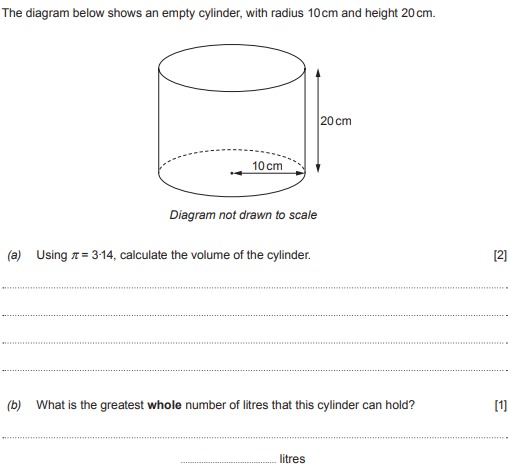 The diagram below shows an empty cylinder, with radius 10 cm and height 20 cm.
20 cm
10 cm
Diagram not drawn to scale
(a) Using π = 3·14, calculate the volume of the cylinder. [2]
(b) What is the greatest whole number of litres that this cylinder can hold? [1]
litres